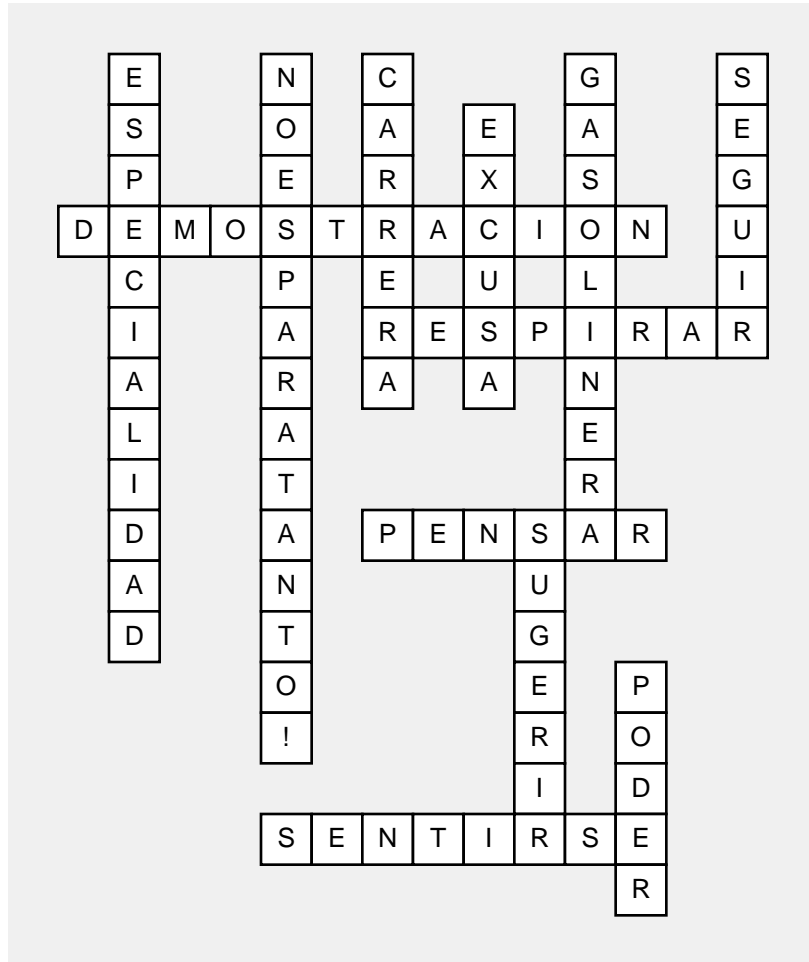 ESPECIALIDAD
NOESPARATANTO!
CARRERA
GASOLINERA
SEGUIR
EXCUSA
DEMOSTRACION
RESPIRAR
PENSAR
SUGERIR
PODER
SENTIRSE